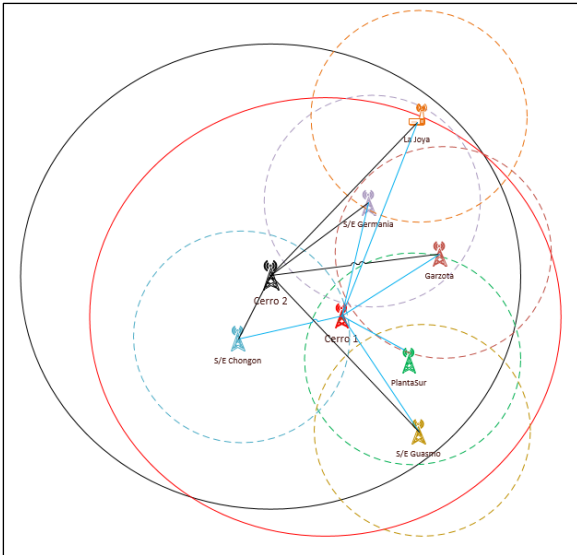 La Joya
S/E Germania
Garzota
Cerro 2
Cerro 1
S/E Chongon
PlantaSur
S/E Guasmo